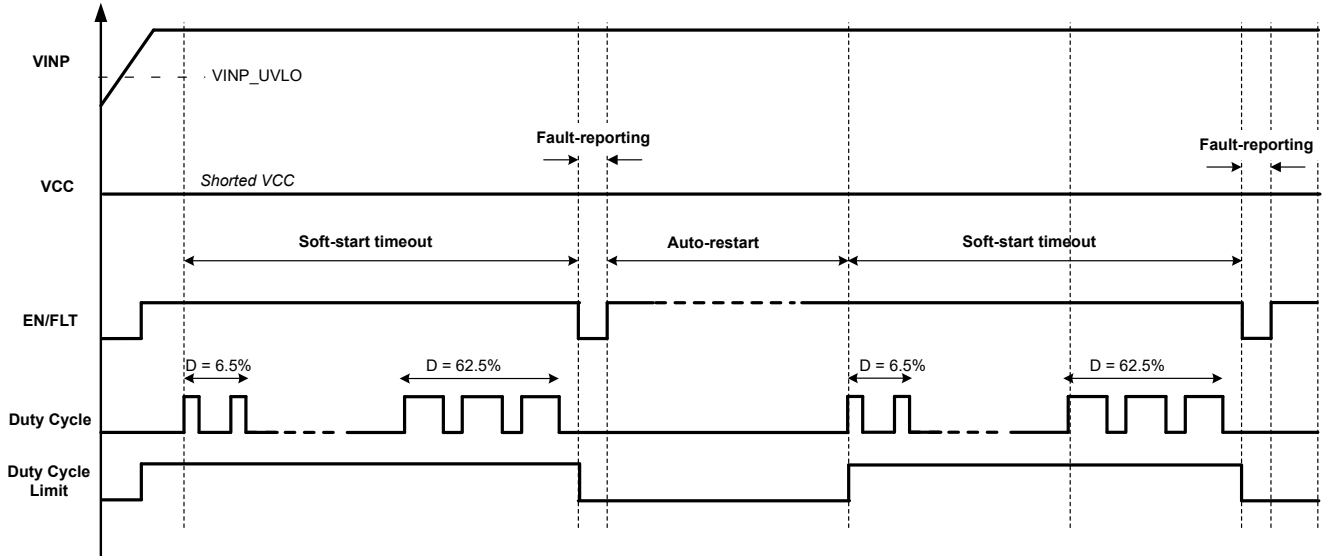 VINP
VINP_UVLO
Fault-reporting
Fault-reporting
VCC
Shorted VCC
Soft-start timeout
Auto-restart
Soft-start timeout
EN/FLT
D = 6.5%
D = 62.5%
D = 6.5%
D = 62.5%
Duty Cycle
Duty Cycle
Limit